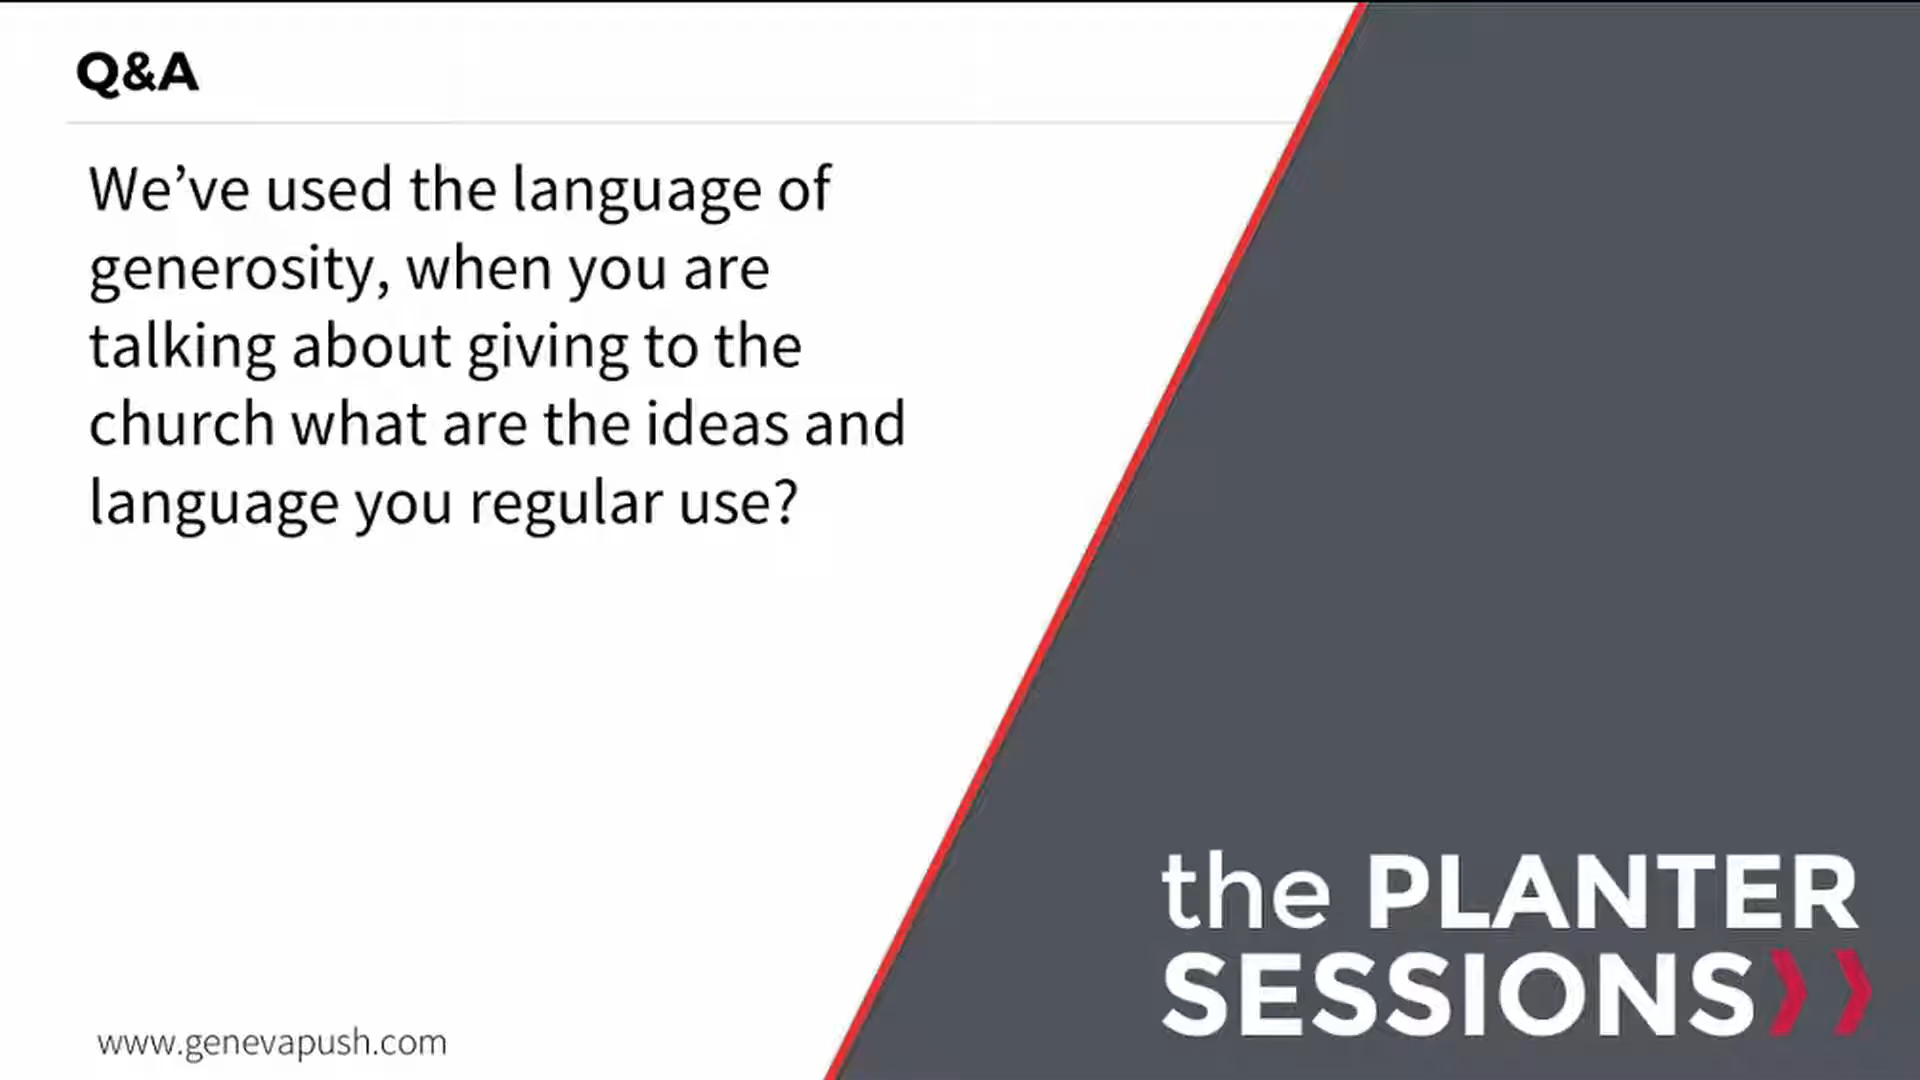 Q&A
We’ve used the language of
generosity, when you are
talking about giving to the
church what are the ideas and
language you regular use?
the PLANTER
SESSIONS
www.genevapush.com